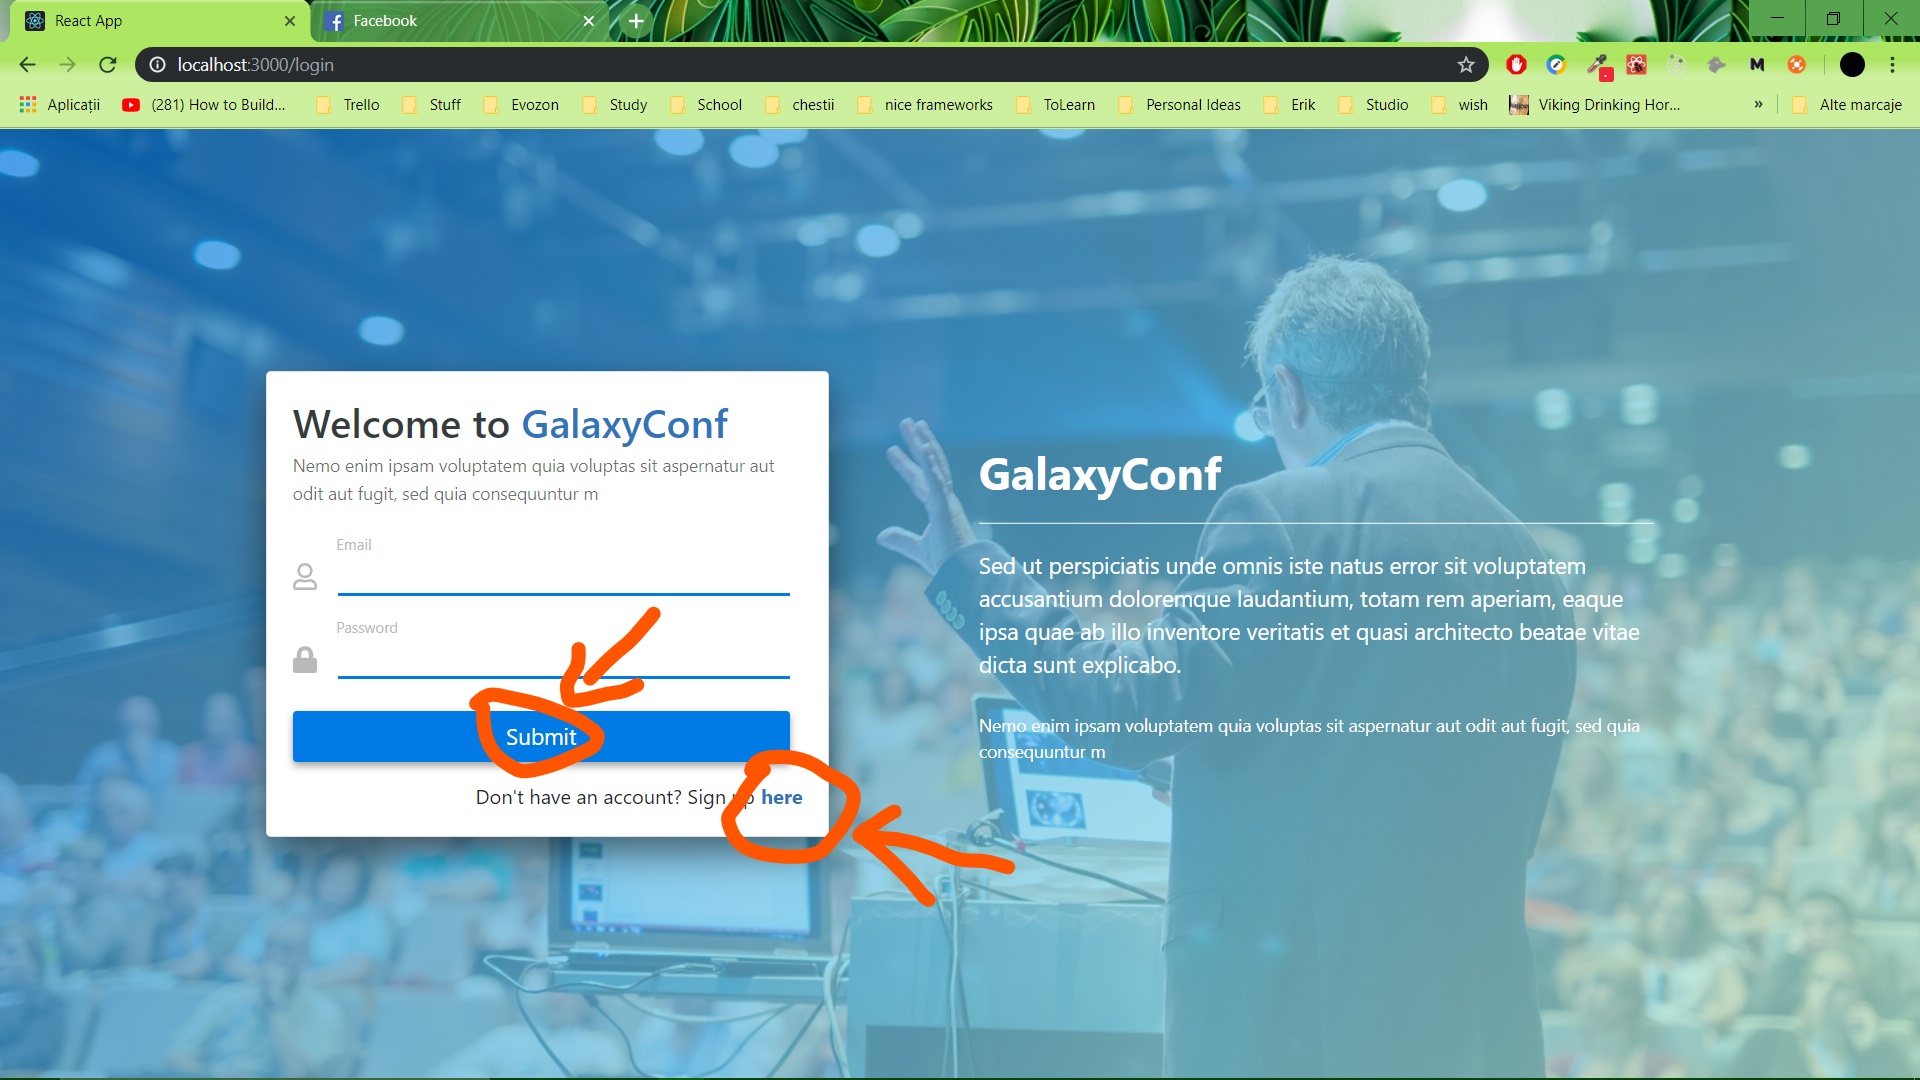 React App
Facebook
localhost:3000/login
Aplicații
(281) How to Build...
Trello
Stuff
Evozon
Study
School
chestii
nice frameworks
ToLearn
Personal Ideas
Erik
Studio
wish
Viking Drinking Hor...
»
Alte marcaje
Welcome to GalaxyConf
Nemo enim ipsam voluptatem quia voluptas sit aspernatur aut
odit aut fugit, sed quia consequuntur m
Email
Password
Submit
Don't have an account? Sign up here
GalaxyConf
Sed ut perspiciatis unde omnis iste natus error sit voluptatem
accusantium doloremque laudantium, totam rem aperiam, eaque
ipsa quae ab illo inventore veritatis et quasi architecto beatae vitae
dicta sunt explicabo.
Nemo enim ipsam voluptatem quia voluptas sit aspernatur aut odit aut fugit, sed quia
consequuntur m